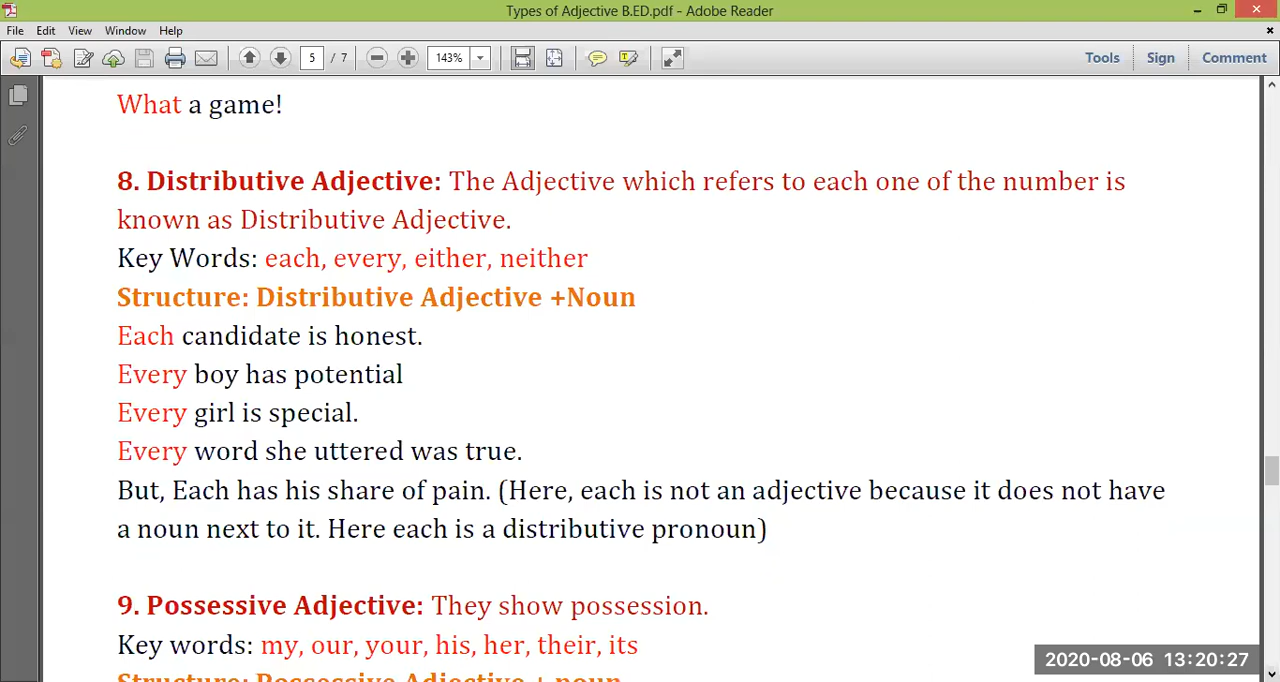 Types of Adjective B.ED.pdf - Adobe Reader
File Edit View Window Help
5 / 7 143% Tools Sign Comment
What a game!
8. Distributive Adjective: The Adjective which refers to each one of the number is
known as Distributive Adjective.
Key Words: each, every, either, neither
Structure: Distributive Adjective +Noun
Each candidate is honest.
Every boy has potential
Every girl is special.
Every word she uttered was true.
But, Each has his share of pain. (Here, each is not an adjective because it does not have
a noun next to it. Here each is a distributive pronoun)
9. Possessive Adjective: They show possession.
Key words: my, our, your, his, her, their, its
Structure: Possessive Adjective + noun
2020-08-06 13:20:27